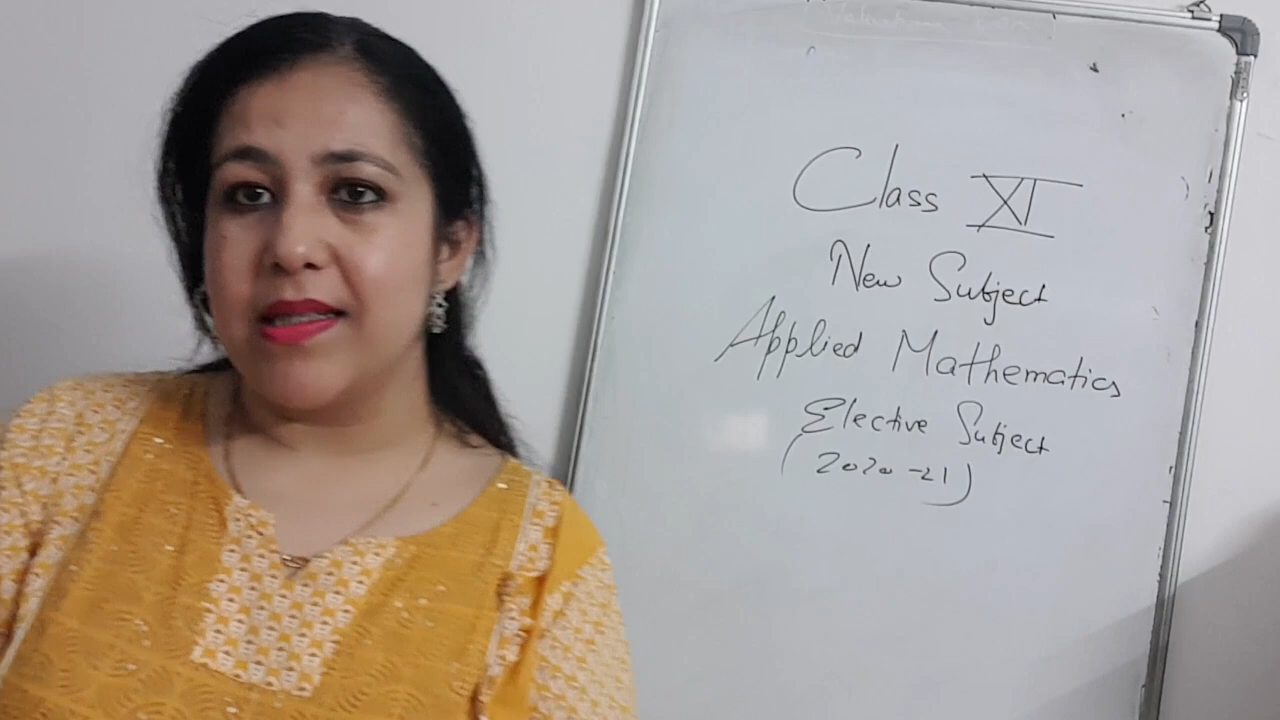 Class XI
New Subject
Applied Mathematics
Elective Subject
(2020-21)